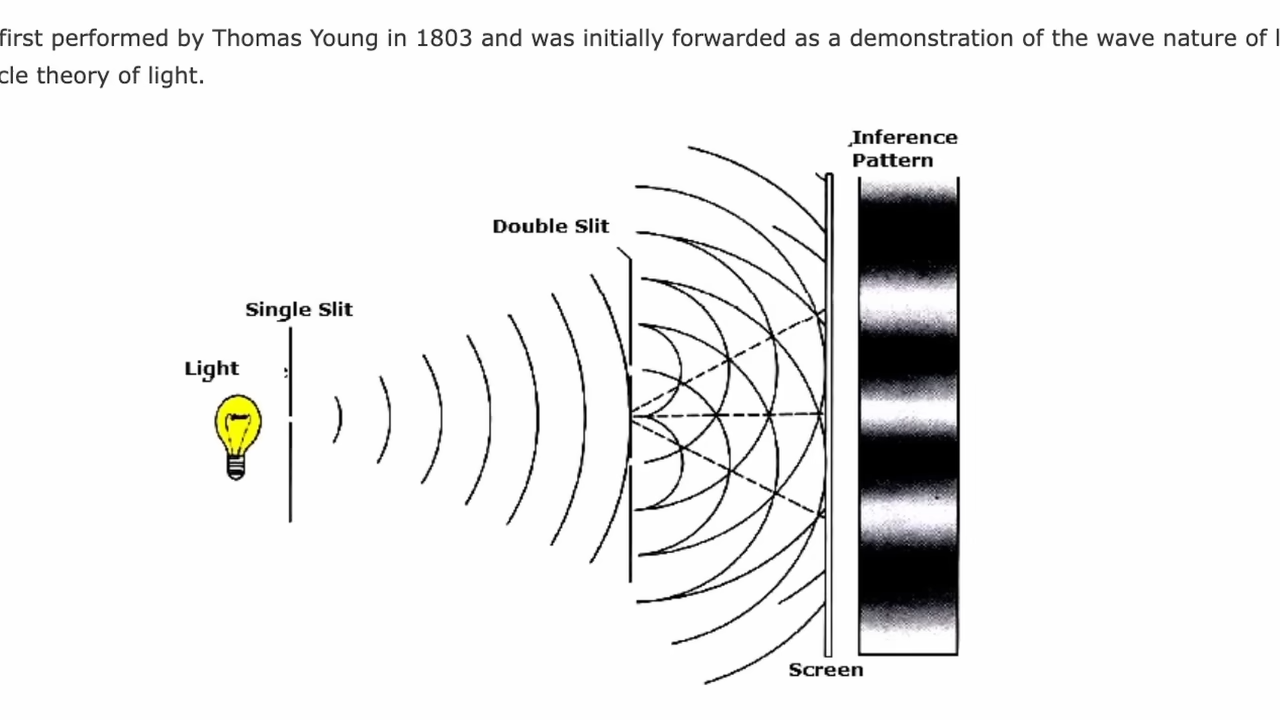 first performed by Thomas Young in 1803 and was initially forwarded as a demonstration of the wave nature of
cle theory of light.
Inference
Pattern
Double Slit
Single Slit
Light
Screen